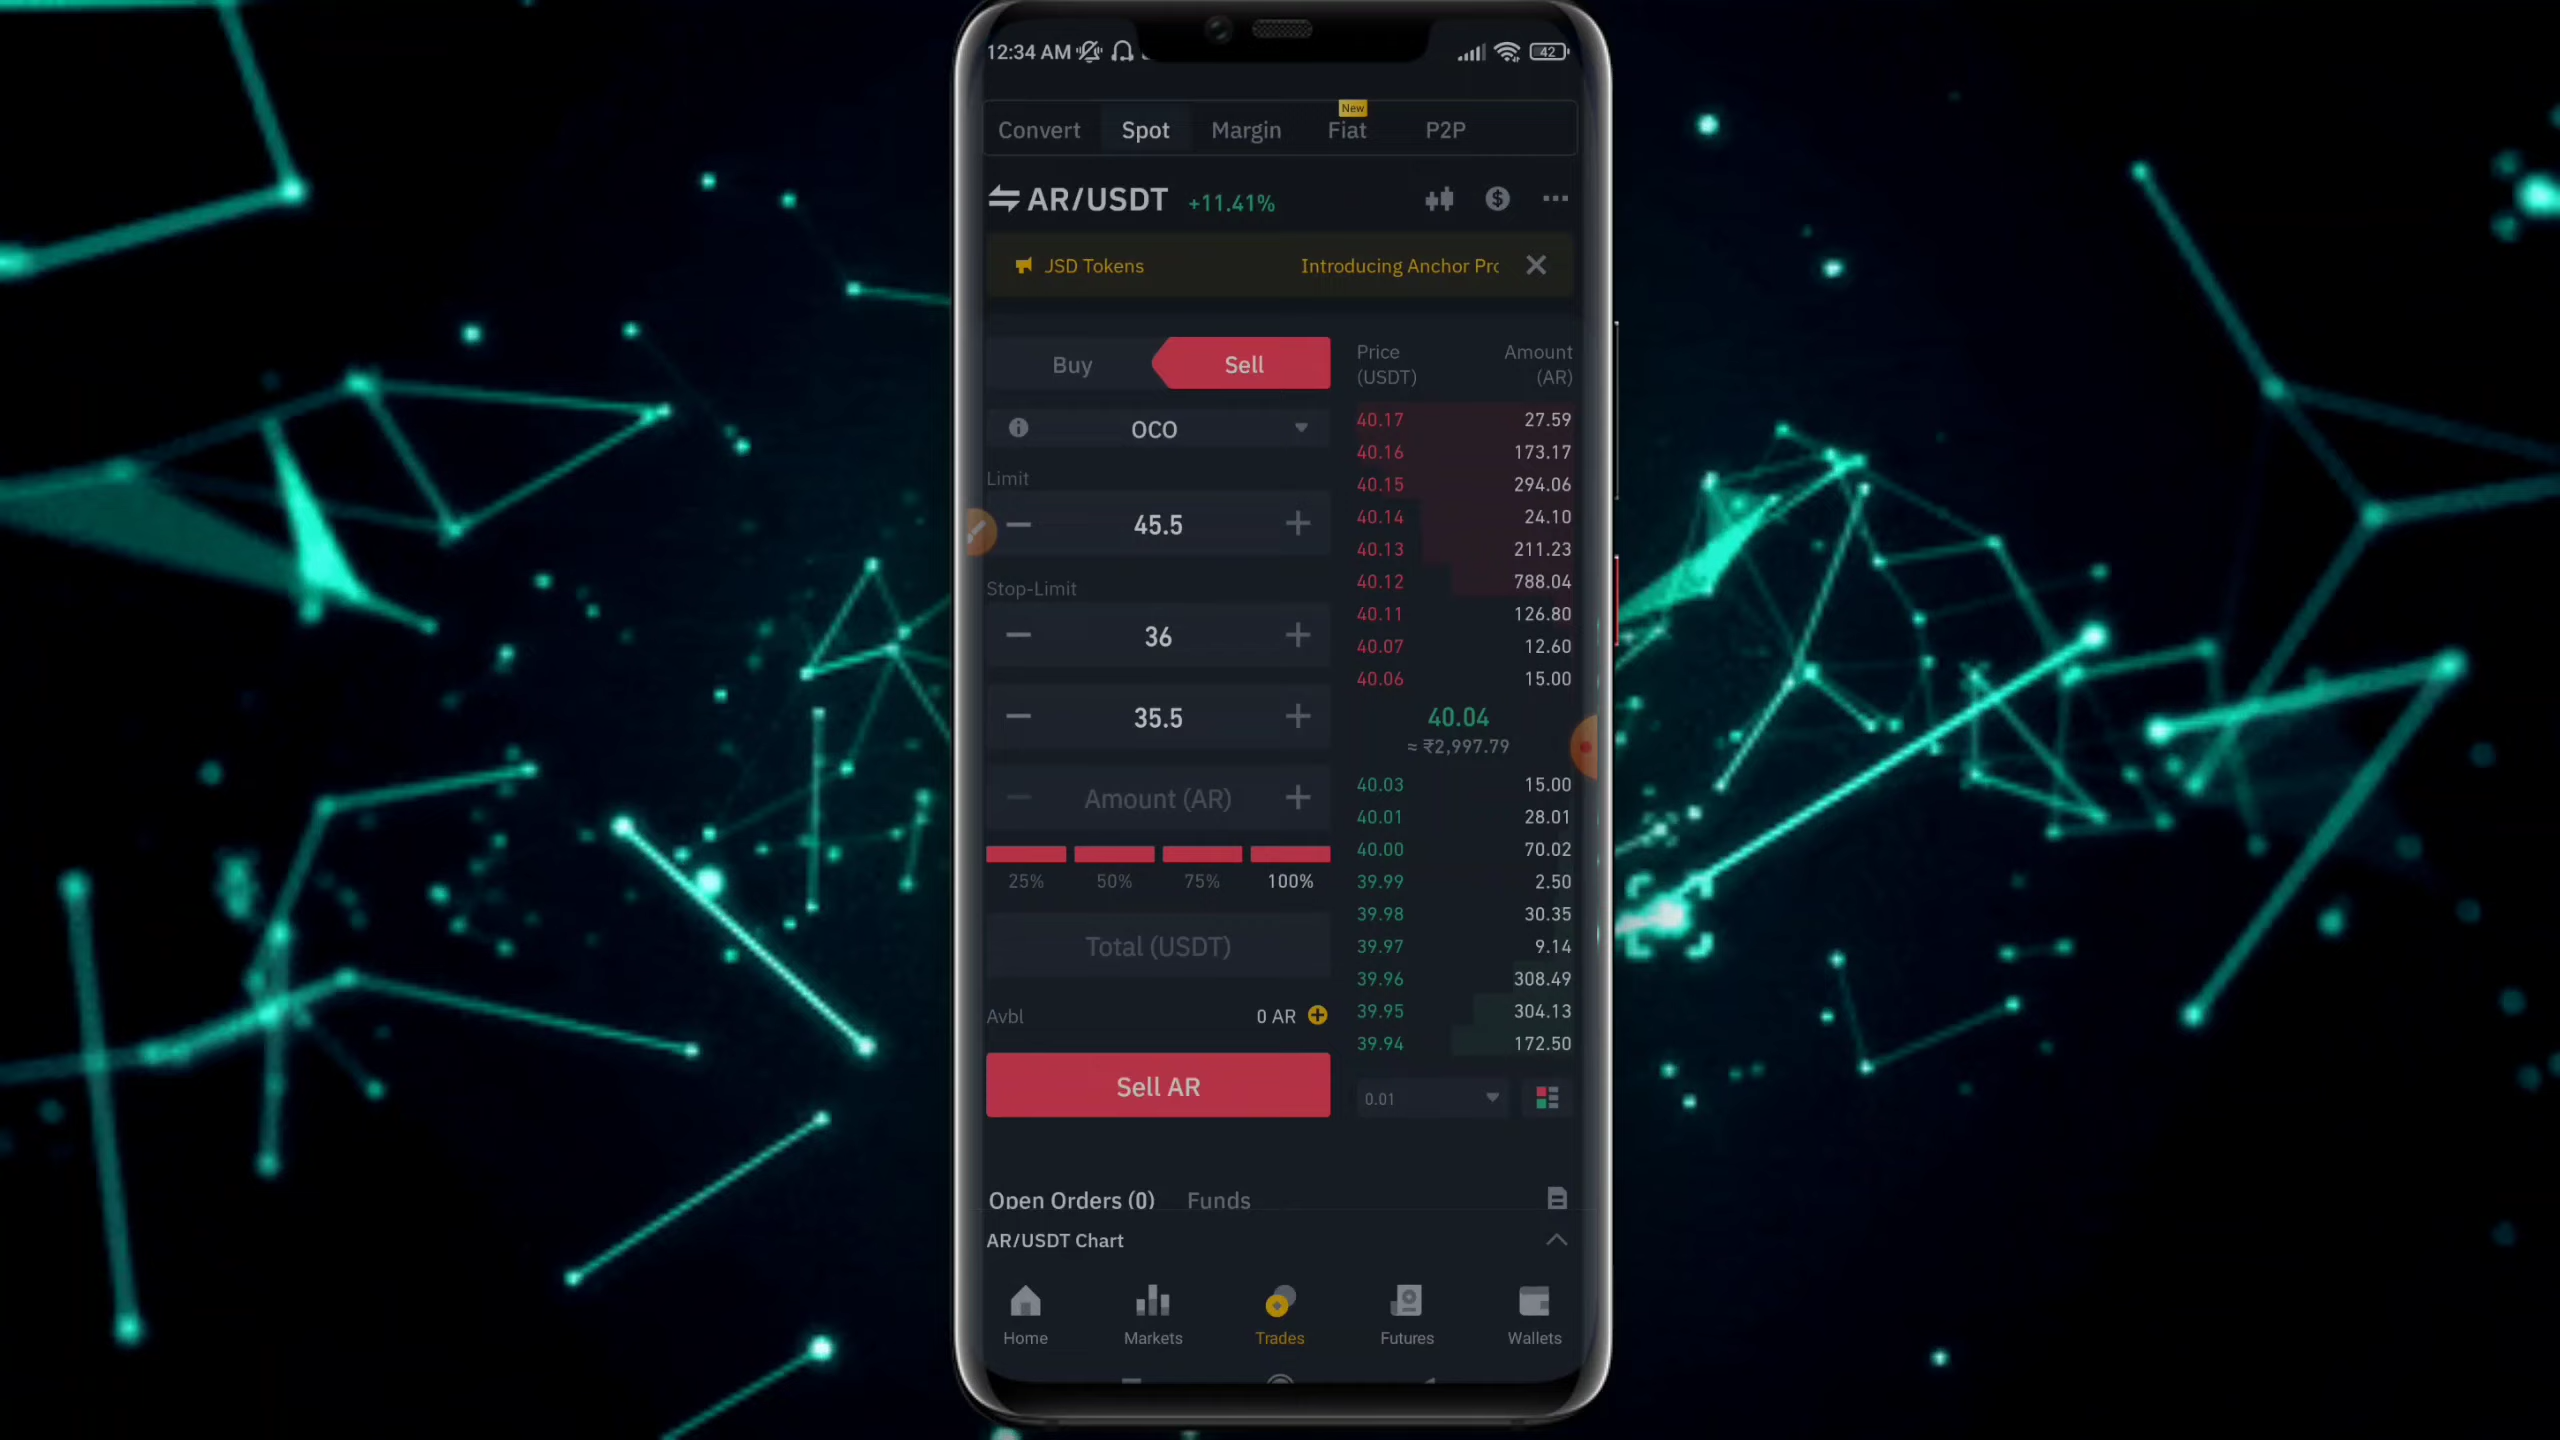 12:34 AM 42
Convert Spot Margin Fiat New P2P
AR/USDT +11.41%
JSD Tokens Introducing Anchor Prc
Buy Sell
OCO
Limit
45.5
Stop-Limit
36
35.5
Amount (AR)
25% 50% 75% 100%
Total (USDT)
Avbl 0 AR
Sell AR
Price Amount
(USDT) (AR)
40.17 27.59
40.16 173.17
40.15 294.06
40.14 24.10
40.13 211.23
40.12 788.04
40.11 126.80
40.07 12.60
40.06 15.00
40.04
≈ ₹2,997.79
40.03 15.00
40.01 28.01
40.00 70.02
39.99 2.50
39.98 30.35
39.97 9.14
39.96 308.49
39.95 304.13
39.94 172.50
0.01
Open Orders (0) Funds
AR/USDT Chart
Home Markets Trades Futures Wallets